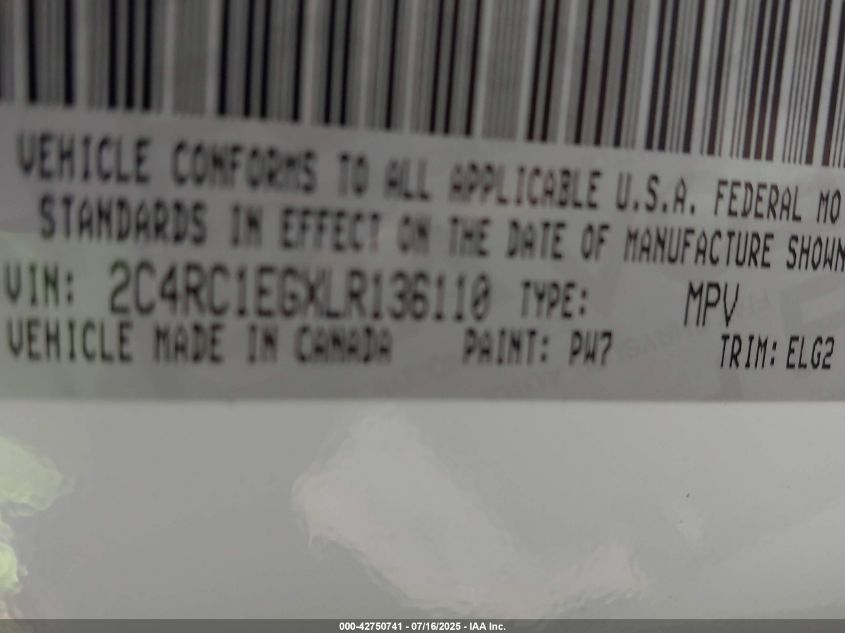 VEHICLE CONFORMS TO ALL APPLICABLE U.S.A. FEDERAL MO
STANDARDS IN EFFECT ON THE DATE OF MANUFACTURE SHOWN
VIN: 2C4RC1EGXLR136110 TYPE: MPV
VEHICLE MADE IN CANADA PAINT: PW7 TRIM: ELG2
000-42750741 - 07/16/2025 - IAA Inc.